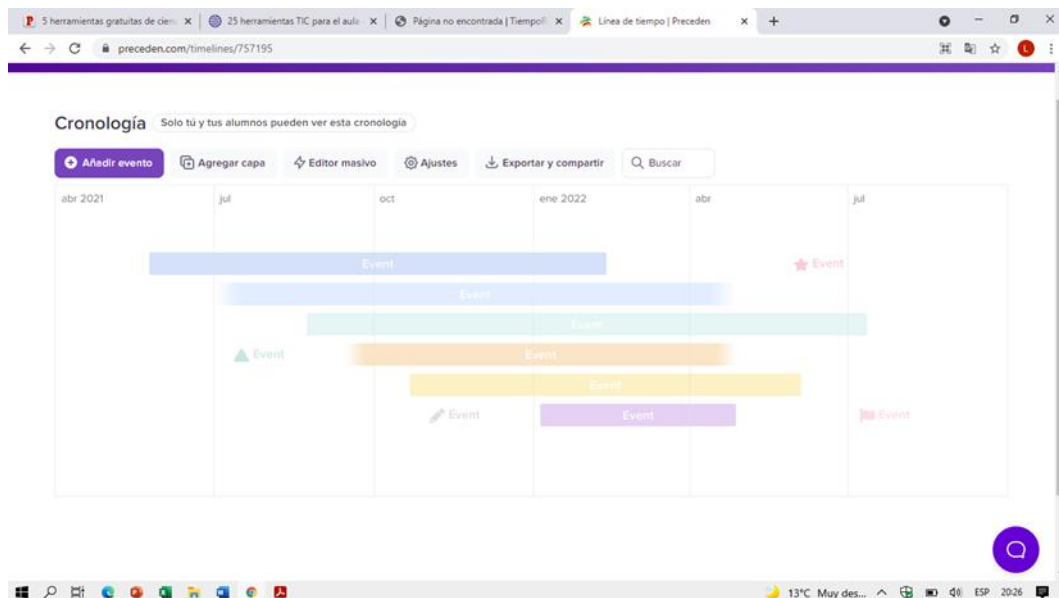 5 herramientas gratuitas de cien
25 herramientas TIC para el aula
Página no encontrada | Tiempo
Línea de tiempo | Preceden
preceden.com/timelines/757195
L
Cronología Solo tú y tus alumnos pueden ver esta cronología
Añadir evento Agregar capa Editor masivo Ajustes Exportar y compartir Buscar
abr 2021 jul oct ene 2022 abr jul
Event Event
Event
Event
Event Event
Event
Event Event Event
13°C Muy des... ESP 20:26